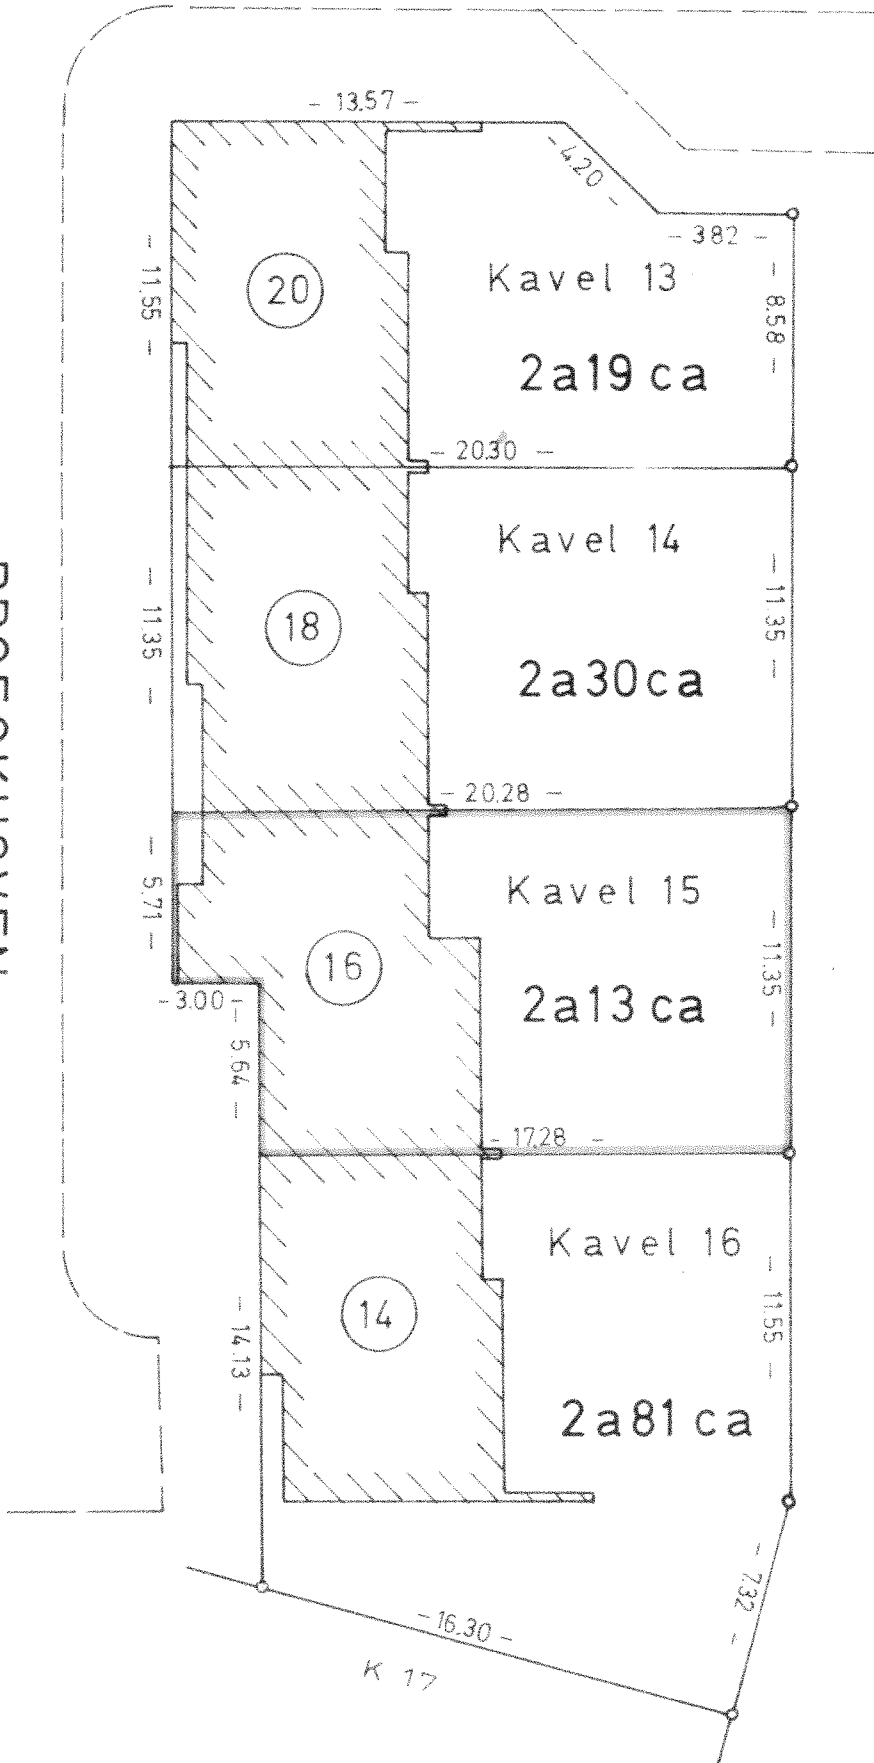 - 13.57 -
- 4.20 -
- 382 -
- 11.55 -
20
Kavel 13
- 8.58 -
2a19 ca
- 20.30 -
Kavel 14
- 11.35 -
18
- 11.35 -
2a30ca
- 20.28 -
- 5.71 -
Kavel 15
16
- 11.35 -
2a13 ca
- 3.00 -
- 5.64 -
- 17.28 -
Kavel 16
14
- 14.13 -
- 11.55 -
2a81 ca
- 7.32 -
- 16.30 -
K 17